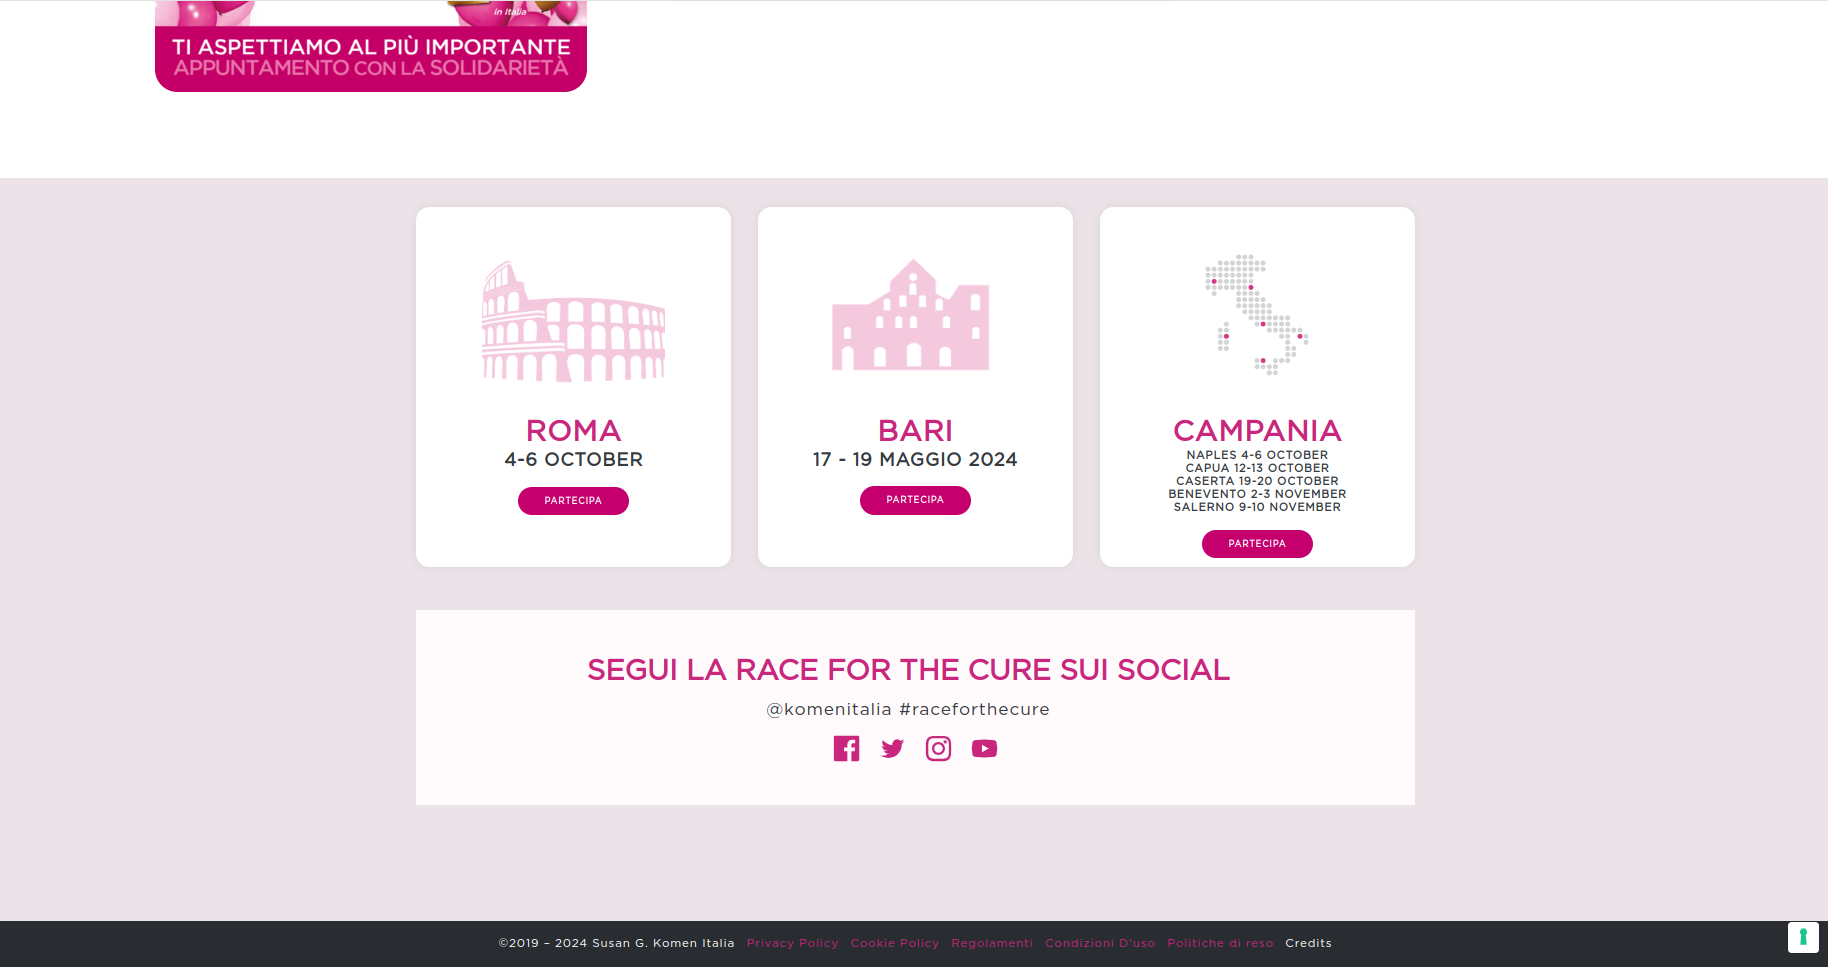 in Italia
TI ASPETTIAMO AL PIÙ IMPORTANTE
APPUNTAMENTO CON LA SOLIDARIETÀ
ROMA
4-6 OCTOBER
PARTECIPA
BARI
17 - 19 MAGGIO 2024
PARTECIPA
CAMPANIA
NAPLES 4-6 OCTOBER
CAPUA 12-13 OCTOBER
CASERTA 19-20 OCTOBER
BENEVENTO 2-3 NOVEMBER
SALERNO 9-10 NOVEMBER
PARTECIPA
SEGUI LA RACE FOR THE CURE SUI SOCIAL
@komenitalia #raceforthecure
©2019 – 2024 Susan G. Komen Italia Privacy Policy Cookie Policy Regolamenti Condizioni D'uso Politiche di reso Credits